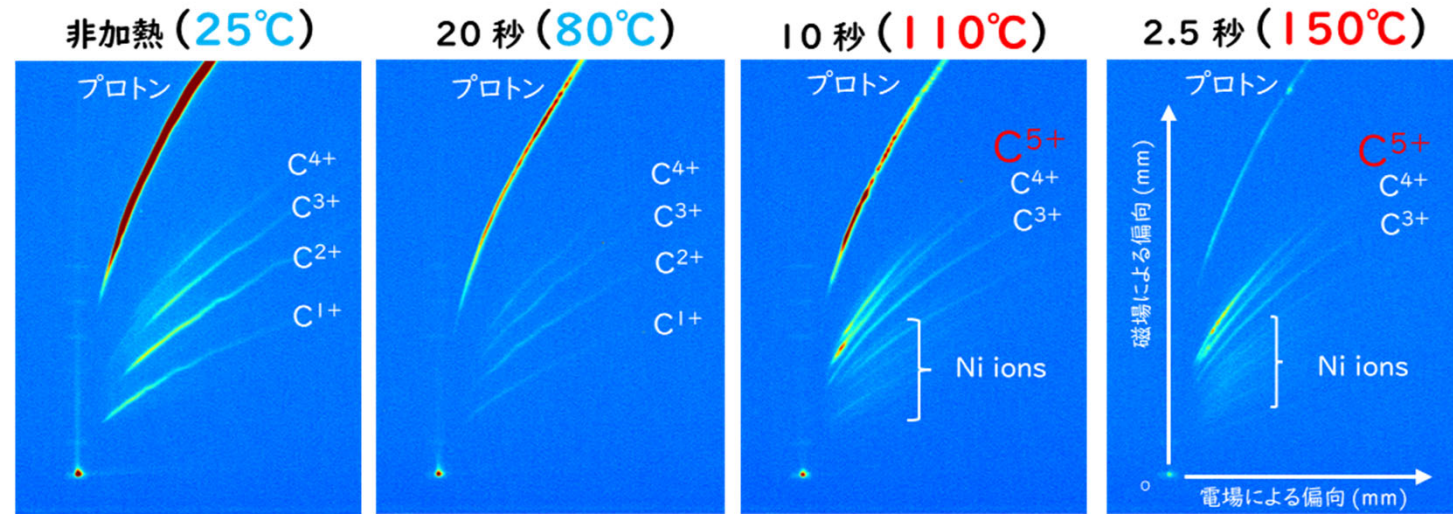 非加熱 (25℃)
プロトン
C4+
C3+
C2+
C1+
20 秒 (80℃)
プロトン
C4+
C3+
C2+
C1+
10 秒 (110℃)
プロトン
C5+
C4+
C3+
Ni ions
2.5 秒 (150℃)
プロトン
C5+
C4+
C3+
Ni ions
磁場による偏向 (mm)
0
電場による偏向 (mm)